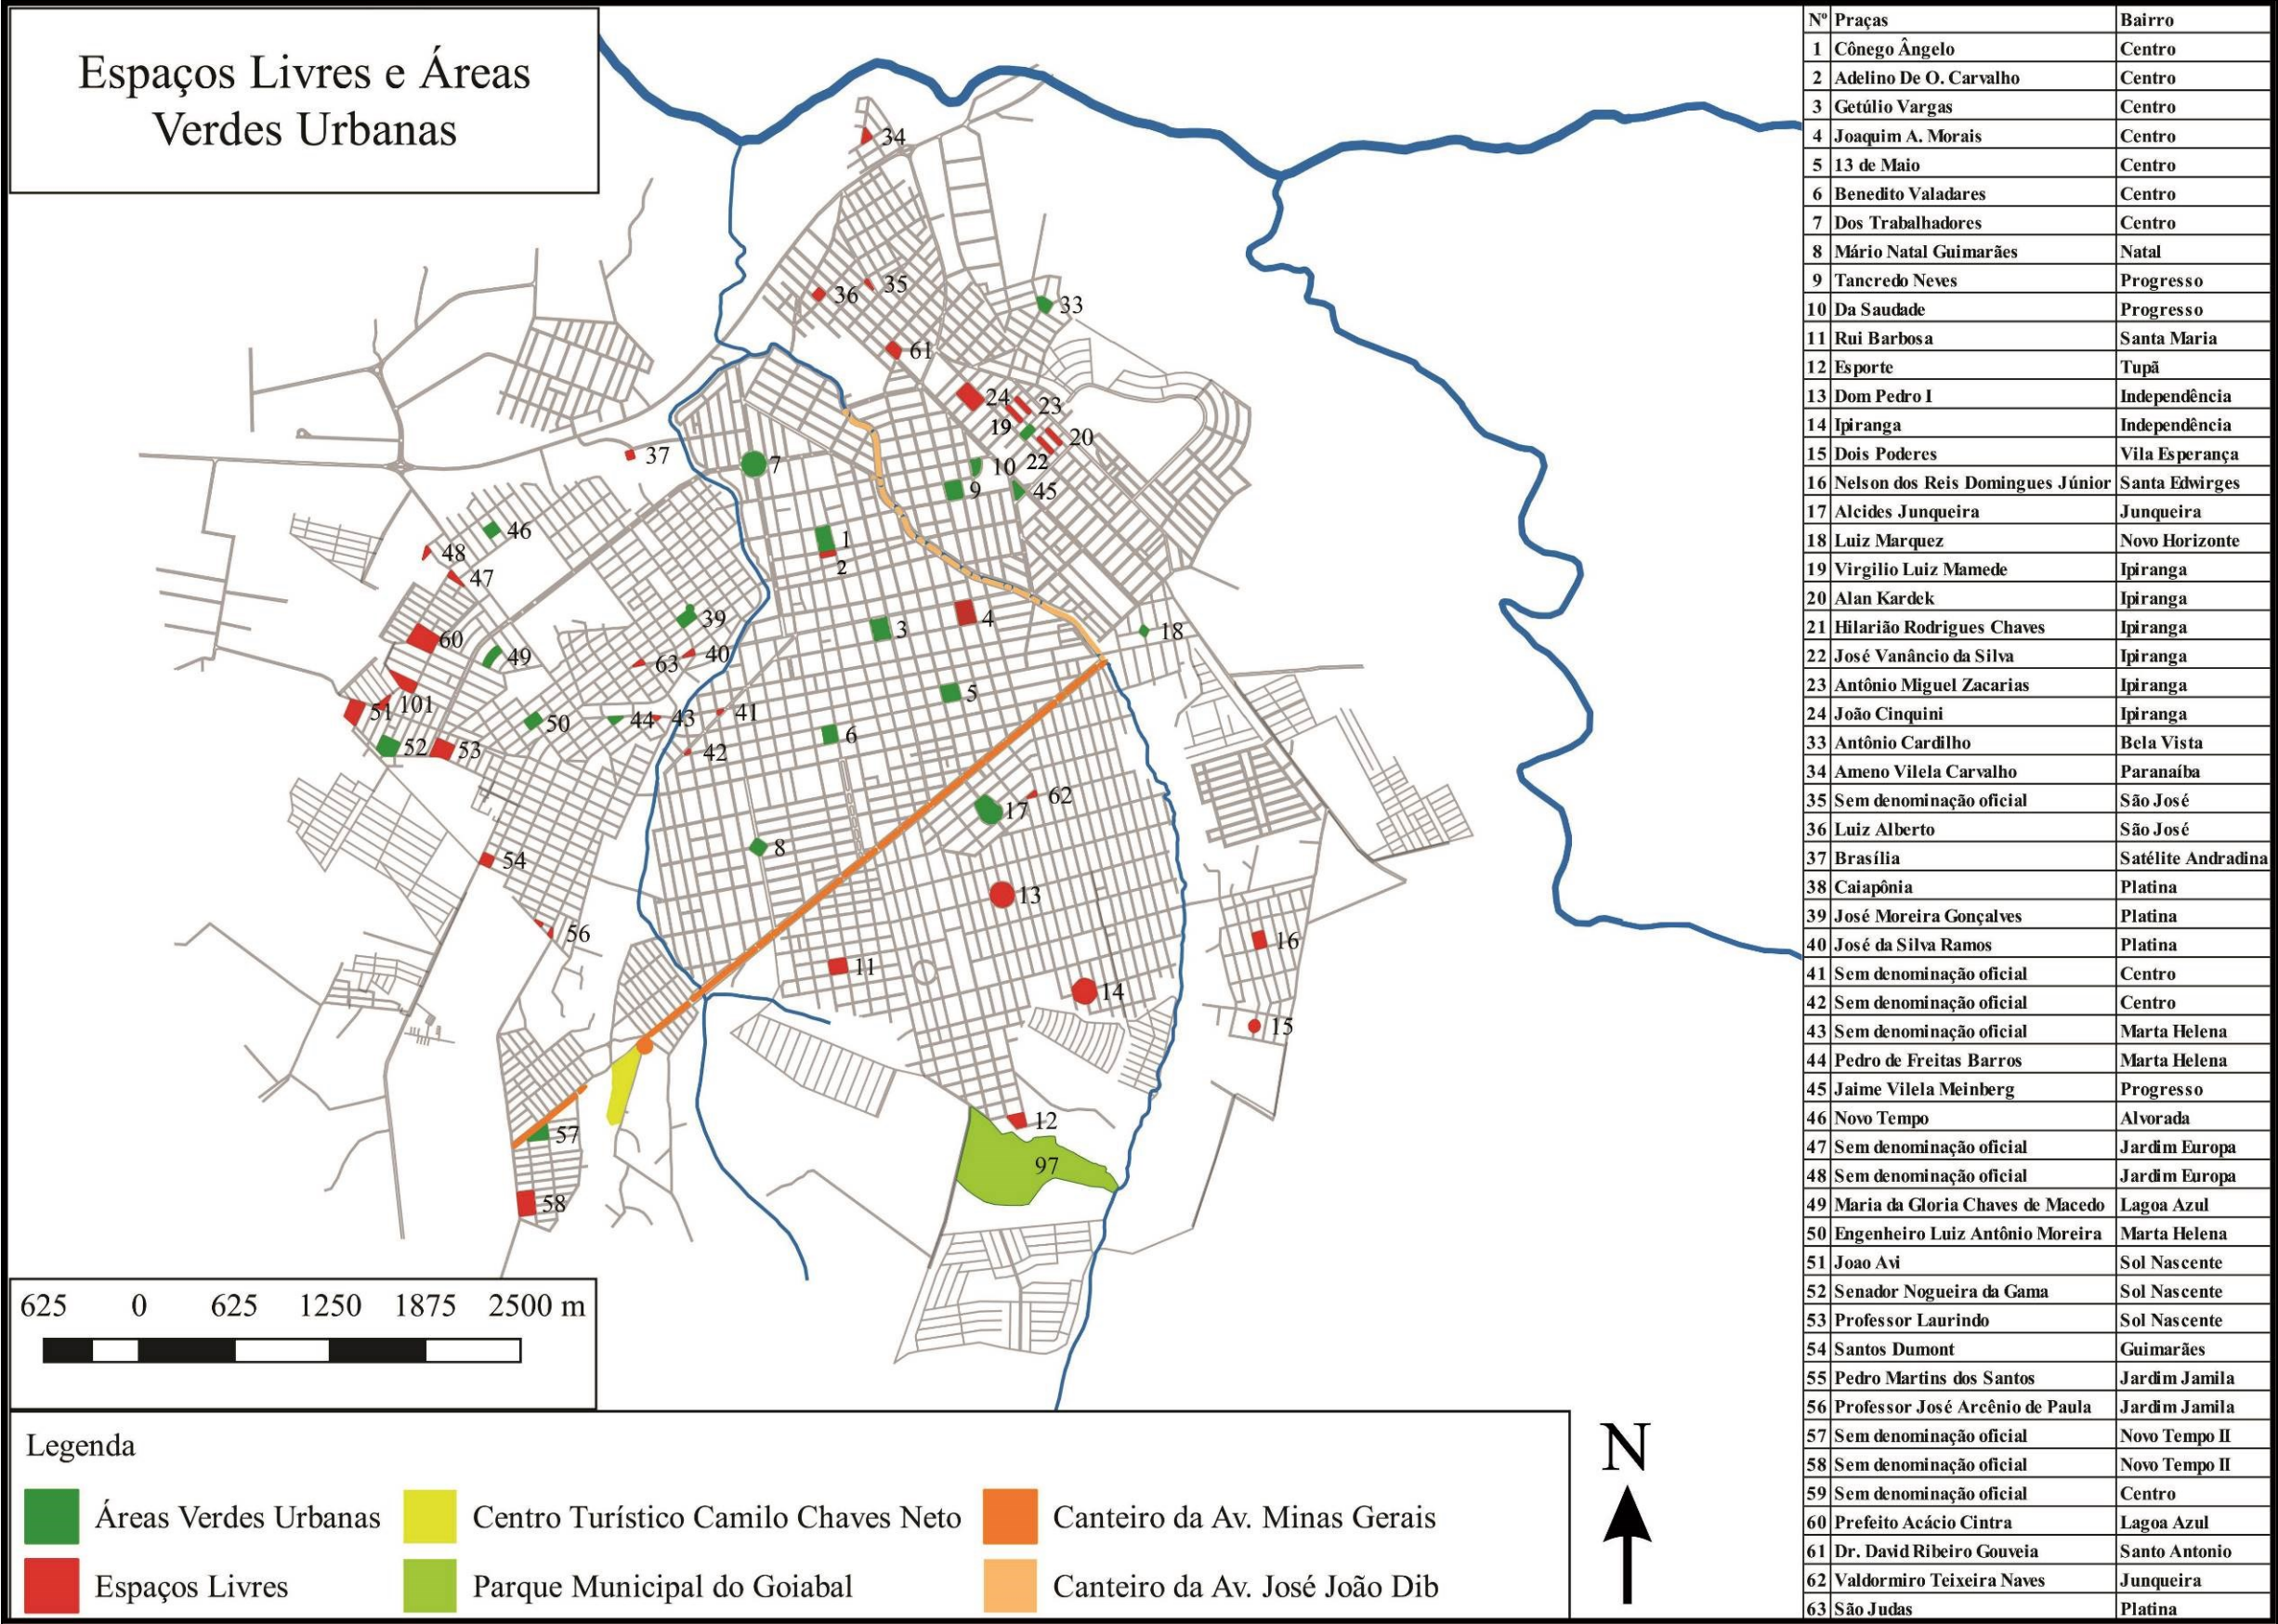 Espaços Livres e Áreas
Verdes Urbanas
34
35
36
33
61
24
23
19
20
37
7
10
22
9
45
46
1
48
2
47
39
4
3
18
60
40
49
63
5
101
51
41
44
43
50
6
52
53
42
62
17
8
54
13
56
16
11
14
15
12
57
97
58
625 0 625 1250 1875 2500 m
Legenda
Áreas Verdes Urbanas
Centro Turístico Camilo Chaves Neto
Canteiro da Av. Minas Gerais
Espaços Livres
Parque Municipal do Goiabal
Canteiro da Av. José João Dib
N
Nº Praças Bairro
1 Cônego Ângelo Centro
2 Adelino De O. Carvalho Centro
3 Getúlio Vargas Centro
4 Joaquim A. Morais Centro
5 13 de Maio Centro
6 Benedito Valadares Centro
7 Dos Trabalhadores Centro
8 Mário Natal Guimarães Natal
9 Tancredo Neves Progresso
10 Da Saudade Progresso
11 Rui Barbosa Santa Maria
12 Esporte Tupã
13 Dom Pedro I Independência
14 Ipiranga Independência
15 Dois Poderes Vila Esperança
16 Nelson dos Reis Domingues Júnior Santa Edwirges
17 Alcides Junqueira Junqueira
18 Luiz Marquez Novo Horizonte
19 Virgilio Luiz Mamede Ipiranga
20 Alan Kardek Ipiranga
21 Hilarião Rodrigues Chaves Ipiranga
22 José Vanâncio da Silva Ipiranga
23 Antônio Miguel Zacarias Ipiranga
24 João Cinquini Ipiranga
33 Antônio Cardilho Bela Vista
34 Ameno Vilela Carvalho Paranaíba
35 Sem denominação oficial São José
36 Luiz Alberto São José
37 Brasília Satélite Andradina
38 Caiapônia Platina
39 José Moreira Gonçalves Platina
40 José da Silva Ramos Platina
41 Sem denominação oficial Centro
42 Sem denominação oficial Centro
43 Sem denominação oficial Marta Helena
44 Pedro de Freitas Barros Marta Helena
45 Jaime Vilela Meinberg Progresso
46 Novo Tempo Alvorada
47 Sem denominação oficial Jardim Europa
48 Sem denominação oficial Jardim Europa
49 Maria da Gloria Chaves de Macedo Lagoa Azul
50 Engenheiro Luiz Antônio Moreira Marta Helena
51 Joao Avi Sol Nascente
52 Senador Nogueira da Gama Sol Nascente
53 Professor Laurindo Sol Nascente
54 Santos Dumont Guimarães
55 Pedro Martins dos Santos Jardim Jamila
56 Professor José Arcênio de Paula Jardim Jamila
57 Sem denominação oficial Novo Tempo II
58 Sem denominação oficial Novo Tempo II
59 Sem denominação oficial Centro
60 Prefeito Acácio Cintra Lagoa Azul
61 Dr. David Ribeiro Gouveia Santo Antonio
62 Valdormiro Teixeira Naves Junqueira
63 São Judas Platina